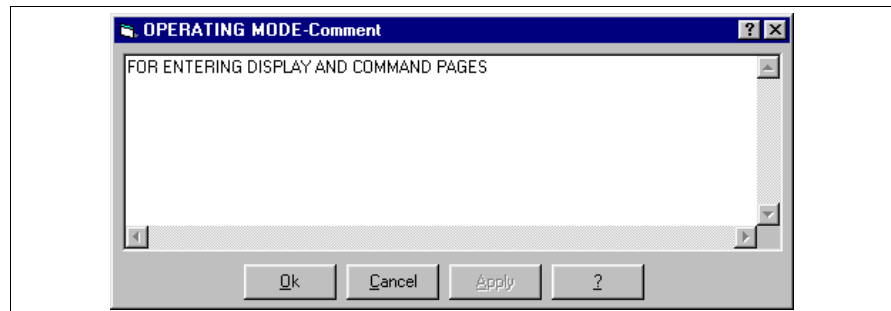 OPERATING MODE-Comment ?
FOR ENTERING DISPLAY AND COMMAND PAGES
Ok Cancel Apply ?